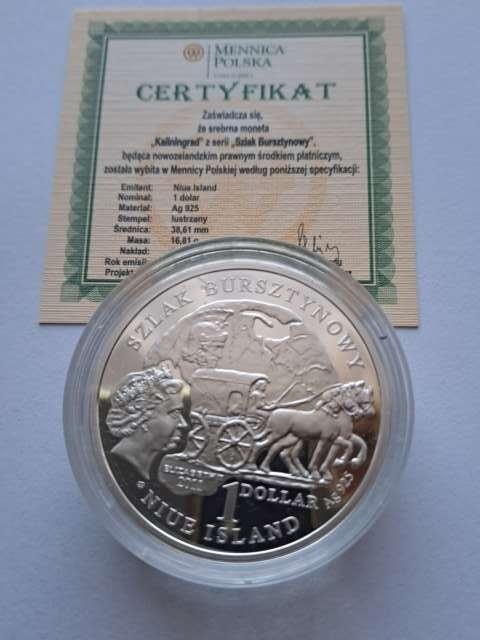 MENNICA
POLSKA
CERTYFIKAT
Zaświadcza się,
że srebrna moneta
„Kaliningrad” z serii „Szlak Bursztynowy”,
będąca nowozelandzkim prawnym środkiem płatniczym,
została wybita w Mennicy Polskiej według poniższej specyfikacji:
Emitent: Niue Island
Nominał: 1 dolar
Materiał: Ag 925
Stempel: lustrzany
Średnica: 38,61 mm
Masa: 16,81 g
Nakład:
Rok emisji
Projekt
SZLAK BURSZTYNOWY
ELIZABETH II
1 DOLLAR
Ag 925
NIUE ISLAND